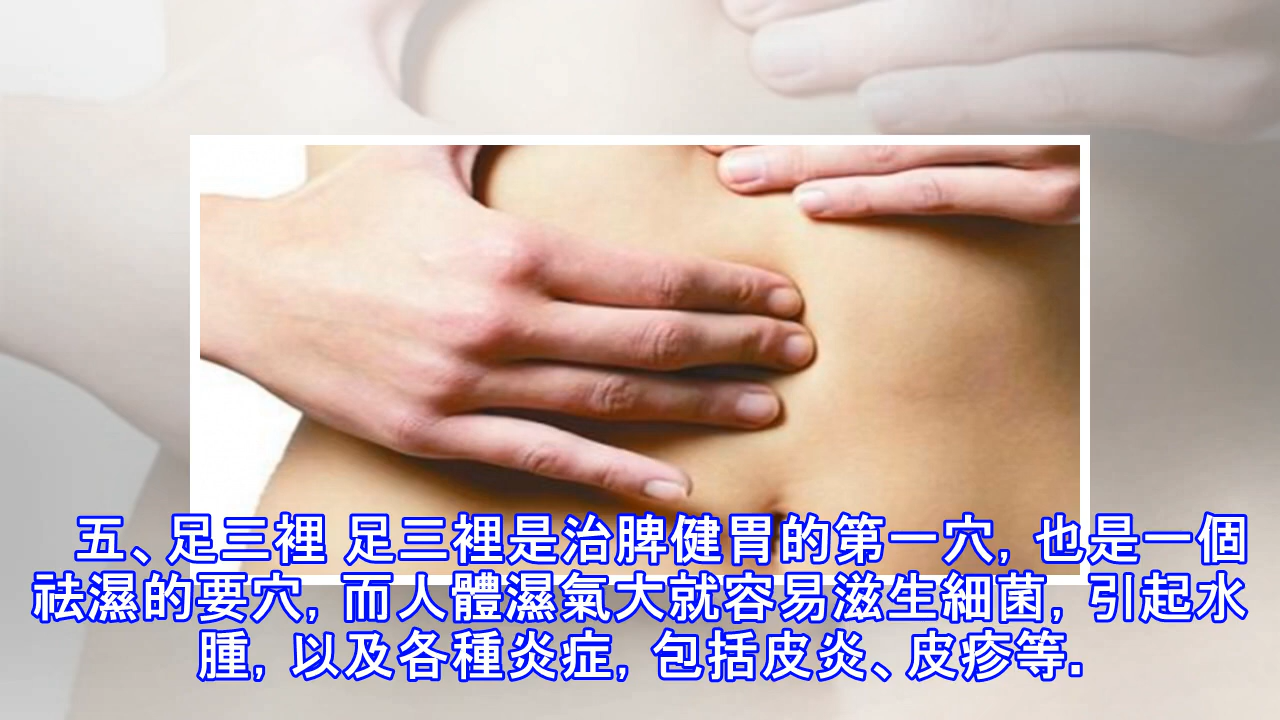 五、足三裡 足三裡是治脾健胃的第一穴, 也是一個
祛濕的要穴, 而人體濕氣大就容易滋生細菌, 引起水
腫, 以及各種炎症, 包括皮炎、皮疹等.